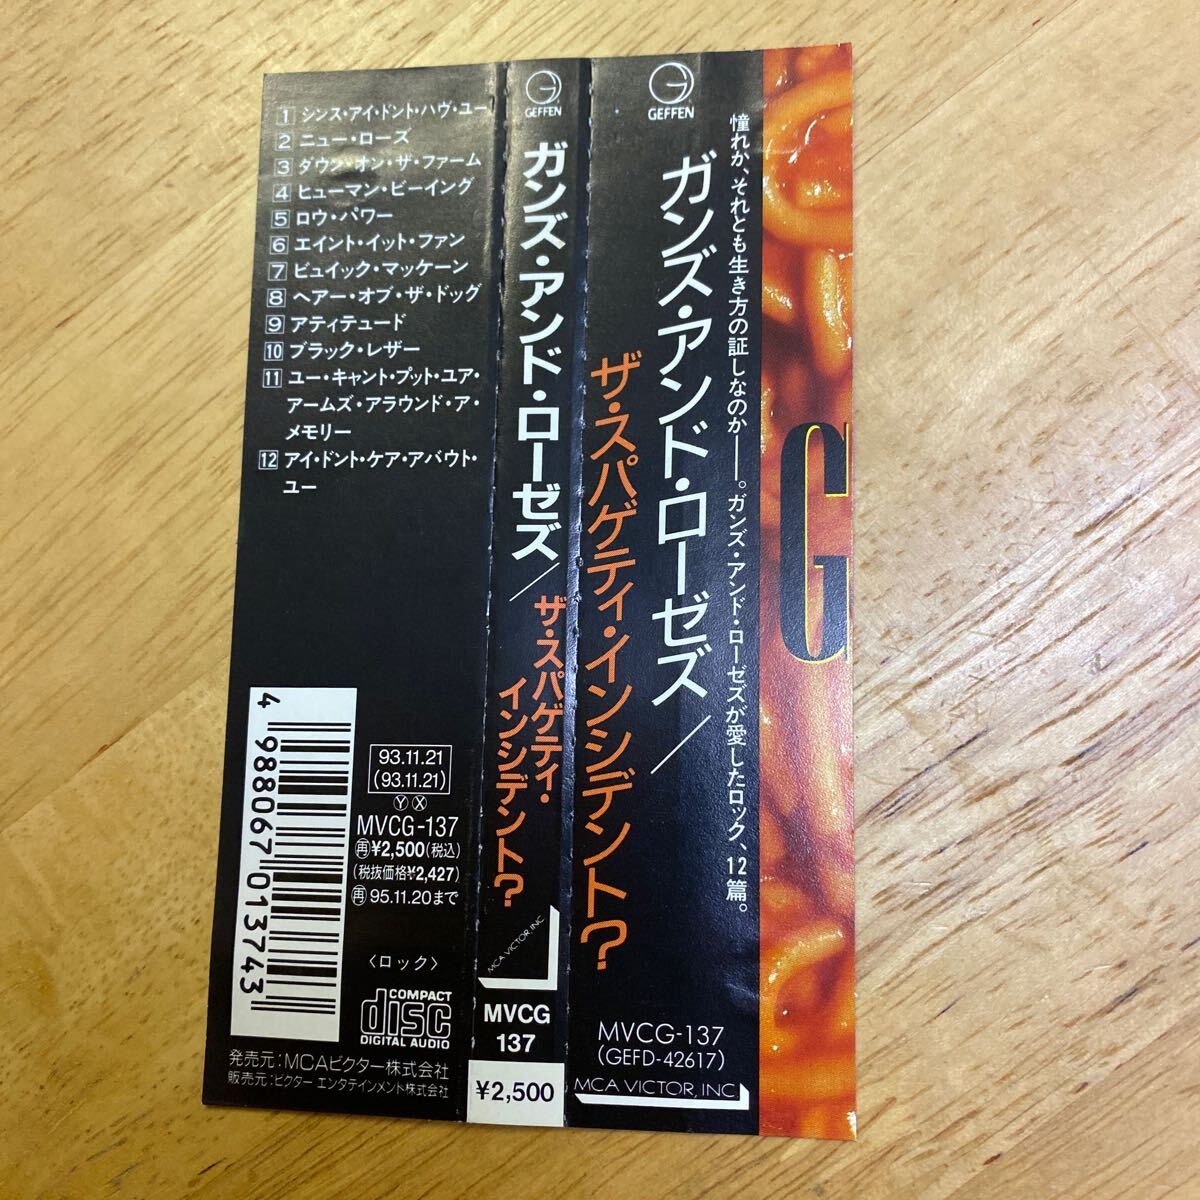 1 シンス・アイ・ドント・ハヴ・ユー
2 ニュー・ローズ
3 ダウン・オン・ザ・ファーム
4 ヒューマン・ビーイング
5 ロウ・パワー
6 エイント・イット・ファン
7 ビュイック・マッケーン
8 ヘアー・オブ・ザ・ドッグ
9 アティテュード
10 ブラック・レザー
11 ユー・キャント・プット・ユア・
アームズ・アラウンド・ア・
メモリー
12 アイ・ドント・ケア・アバウト・
ユー
4 988067 013743
93.11.21
(93.11.21)
Y X
MVCG-137
再¥2,500(税込)
(税抜価格¥2,427)
再95.11.20まで
〈ロック〉
COMPACT
disc
DIGITAL AUDIO
発売元:MCAビクター株式会社
販売元:ビクター エンタテインメント株式会社
GEFFEN
ガンズ・アンド・ローゼズ/
ザ・スパゲティ・
インシデント?
MCA VICTOR, INC.
MVCG
137
¥2,500
GEFFEN
憧れか、それとも生き方の証しなのか——。ガンズ・アンド・ローゼズが愛したロック、12篇。
ガンズ・アンド・ローゼズ/
ザ・スパゲティ・インシデント?
MVCG-137
(GEFD-42617)
MCA VICTOR, INC.
G